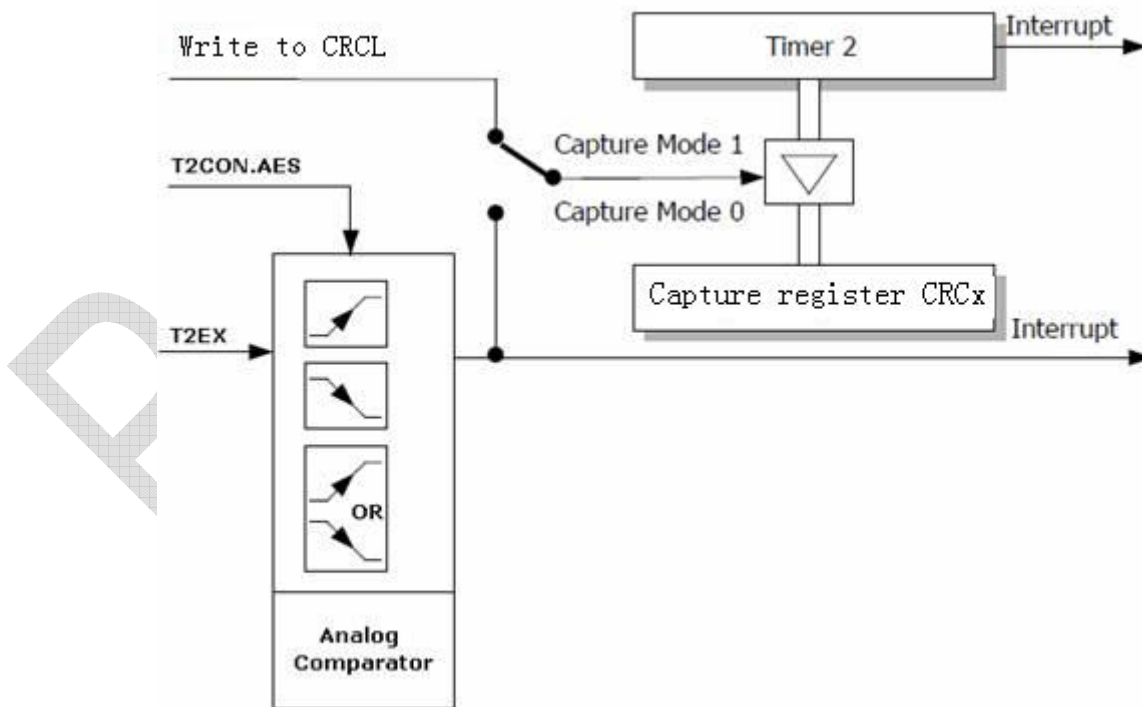 Write to CRCL
Timer 2
Interrupt
Capture Mode 1
T2CON.AES
Capture Mode 0
Capture register CRCx
T2EX
Interrupt
OR
Analog
Comparator